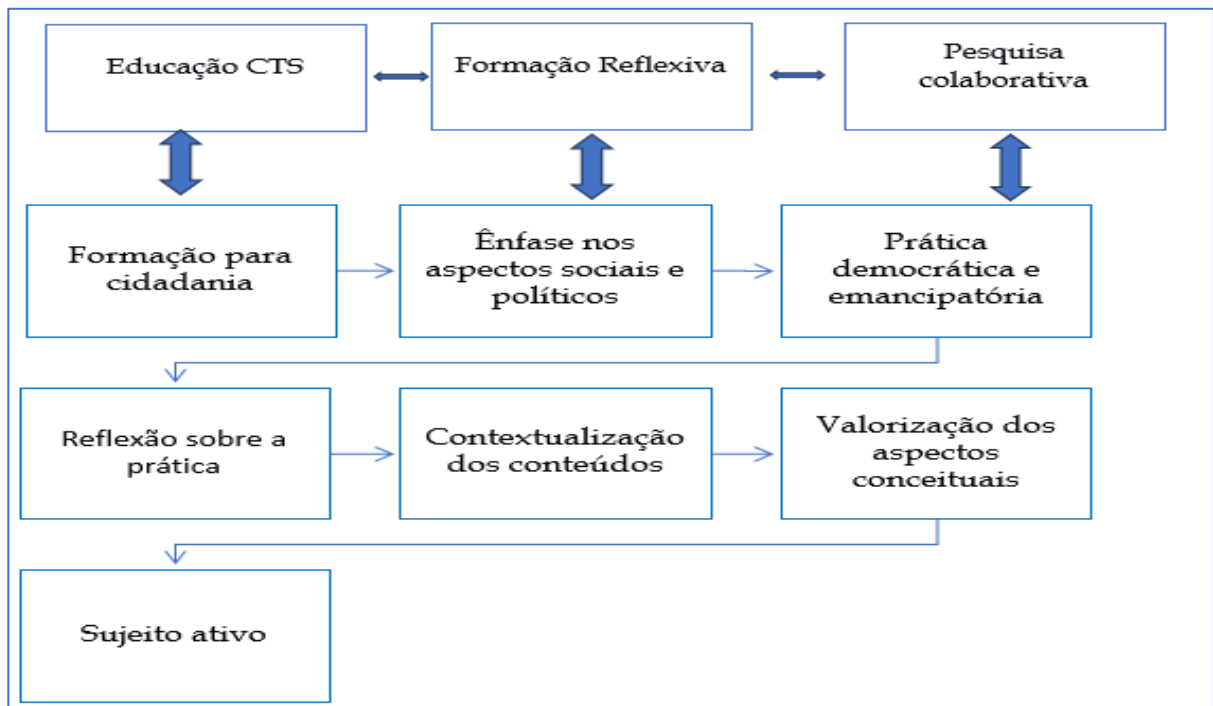 Educação CTS
Formação Reflexiva
Pesquisa
colaborativa
Formação para
cidadania
Ênfase nos
aspectos sociais e
políticos
Prática
democrática e
emancipatória
Reflexão sobre a
prática
Contextualização
dos conteúdos
Valorização dos
aspectos
conceituais
Sujeito ativo